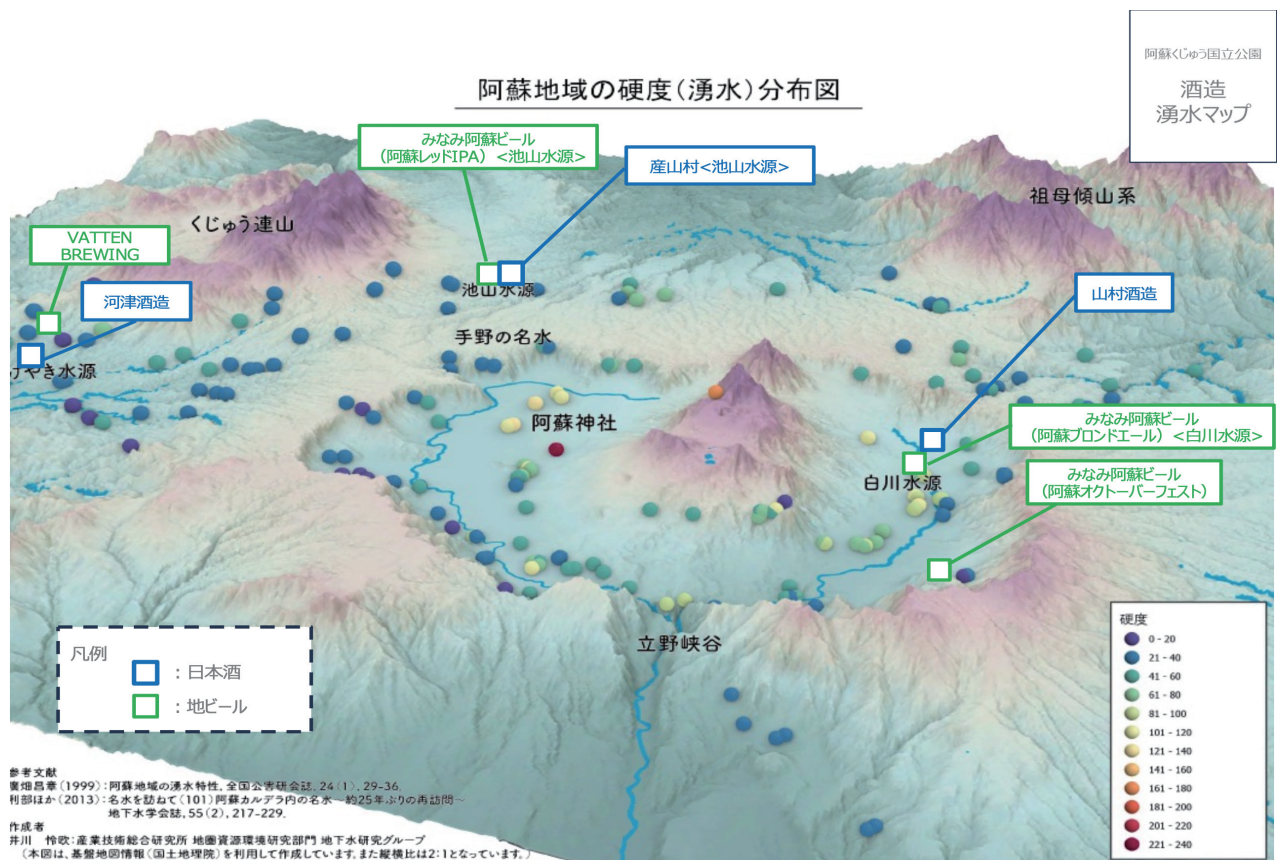 阿蘇くじゅう国立公園
酒造
湧水マップ
阿蘇地域の硬度(湧水)分布図
みなみ阿蘇ビール
(阿蘇レッドIPA) <池山水源>
産山村<池山水源>
祖母傾山系
くじゅう連山
VATTEN
BREWING
河津酒造
池山水源
山村酒造
手野の名水
けやき水源
阿蘇神社
みなみ阿蘇ビール
(阿蘇ブロンドエール) <白川水源>
白川水源
みなみ阿蘇ビール
(阿蘇オクトーバーフェスト)
立野峡谷
凡例
:日本酒
:地ビール
硬度
0 - 20
21 - 40
41 - 60
61 - 80
81 - 100
101 - 120
121 - 140
141 - 160
161 - 180
181 - 200
201 - 220
221 - 240
参考文献
廣畑昌章(1999):阿蘇地域の湧水特性, 全国公害研会誌, 24(1), 29-36.
利部ほか(2013):名水を訪ねて(101)阿蘇カルデラ内の名水-約25年ぶりの再訪問-
地下水学会誌, 55(2), 217-229.
作成者
井川 怜欧:産業技術総合研究所 地圏資源環境研究部門 地下水研究グループ
(本図は、基盤地図情報(国土地理院)を利用して作成しています。また縦横比は2:1となっています。)